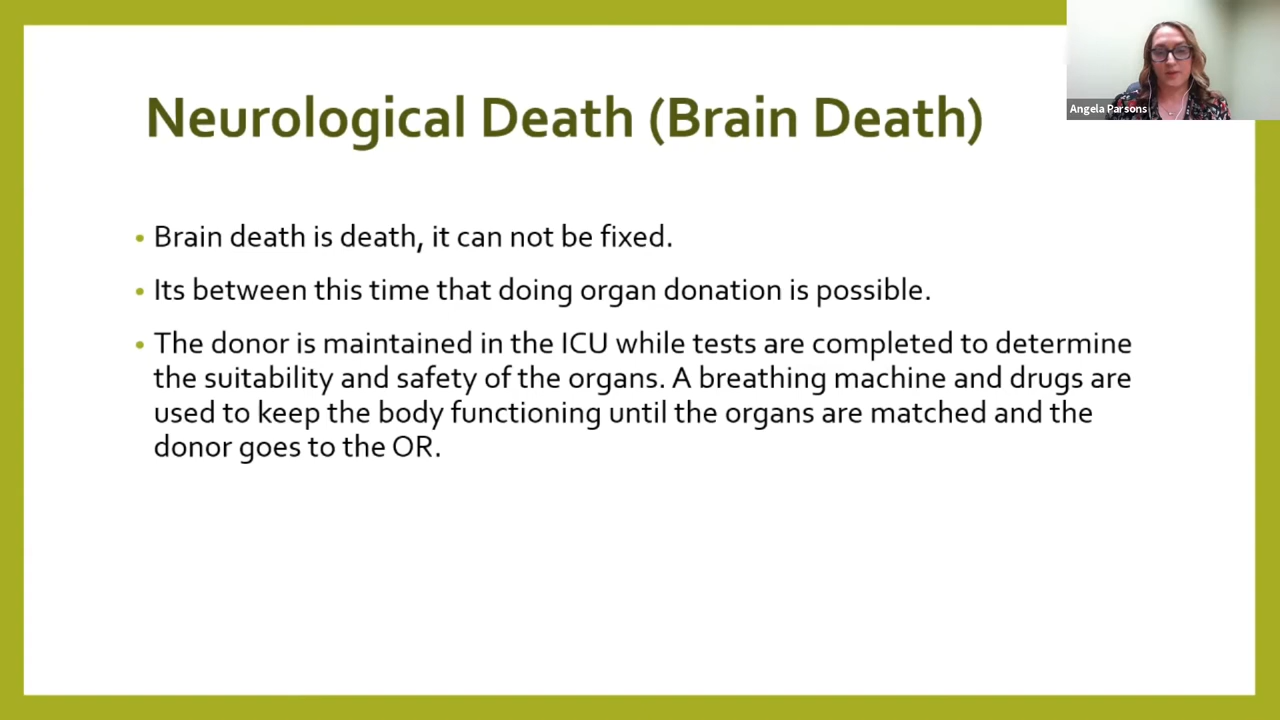 Neurological Death (Brain Death)
Angela Parsons
• Brain death is death, it can not be fixed.
• Its between this time that doing organ donation is possible.
• The donor is maintained in the ICU while tests are completed to determine
the suitability and safety of the organs. A breathing machine and drugs are
used to keep the body functioning until the organs are matched and the
donor goes to the OR.